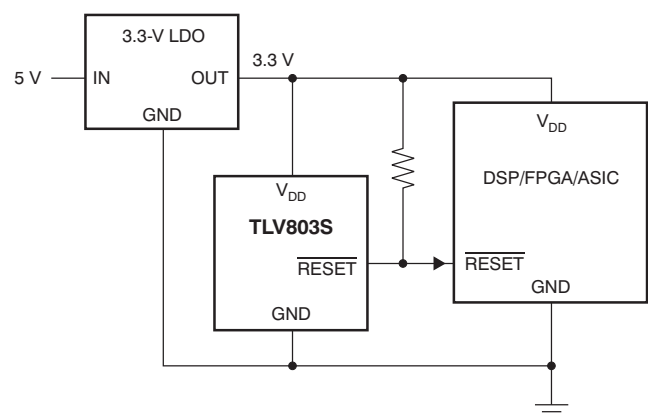 3.3-V LDO
5 V
IN
OUT
3.3 V
GND
V_DD
TLV803S
RESET
GND
V_DD
DSP/FPGA/ASIC
RESET
GND